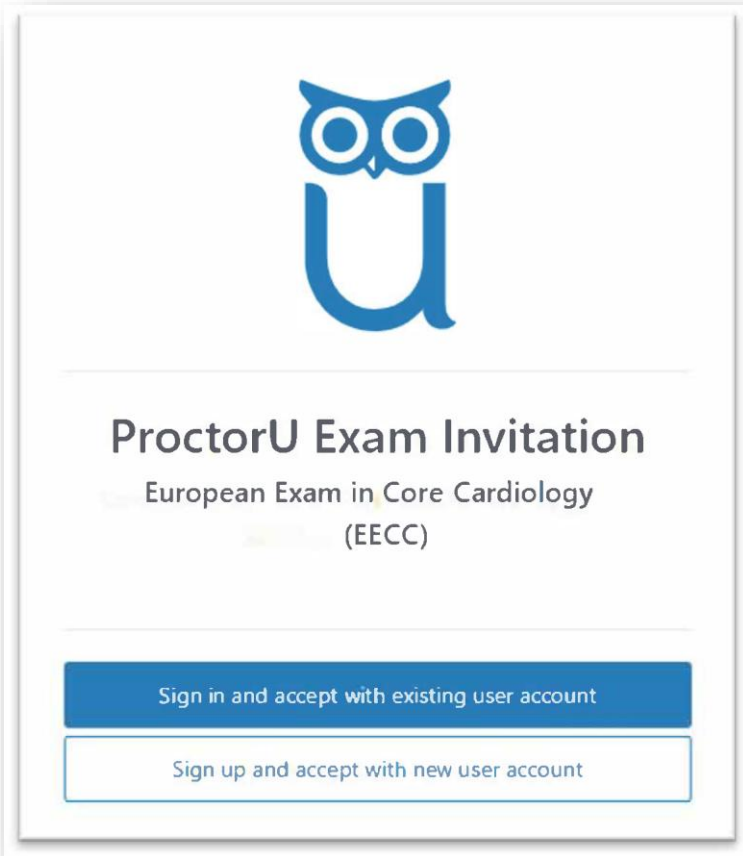 ProctorU Exam Invitation
European Exam in Core Cardiology
(EECC)
Sign in and accept with existing user account
Sign up and accept with new user account